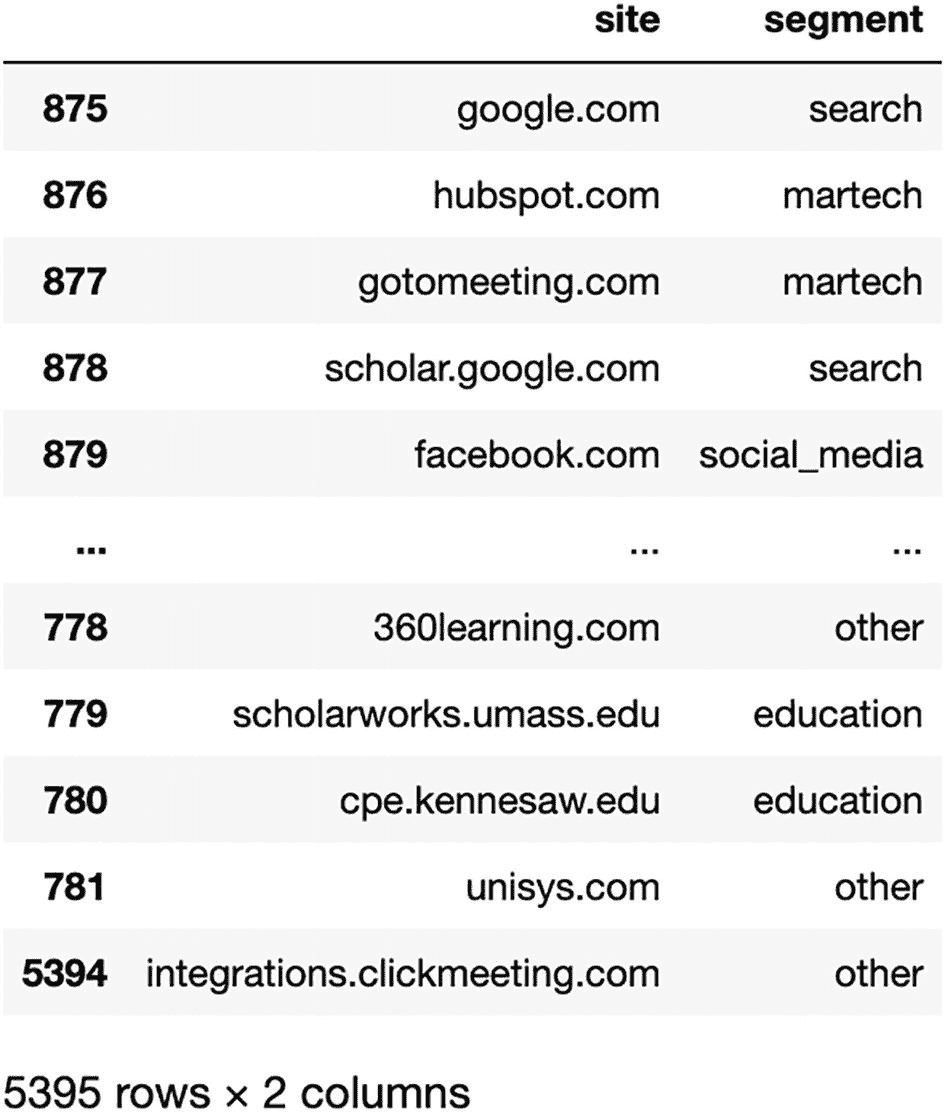 site segment
875 google.com search
876 hubspot.com martech
877 gotomeeting.com martech
878 scholar.google.com search
879 facebook.com social_media
... ... ...
778 360learning.com other
779 scholarworks.umass.edu education
780 cpe.kennesaw.edu education
781 unisys.com other
5394 integrations.clickmeeting.com other
5395 rows × 2 columns